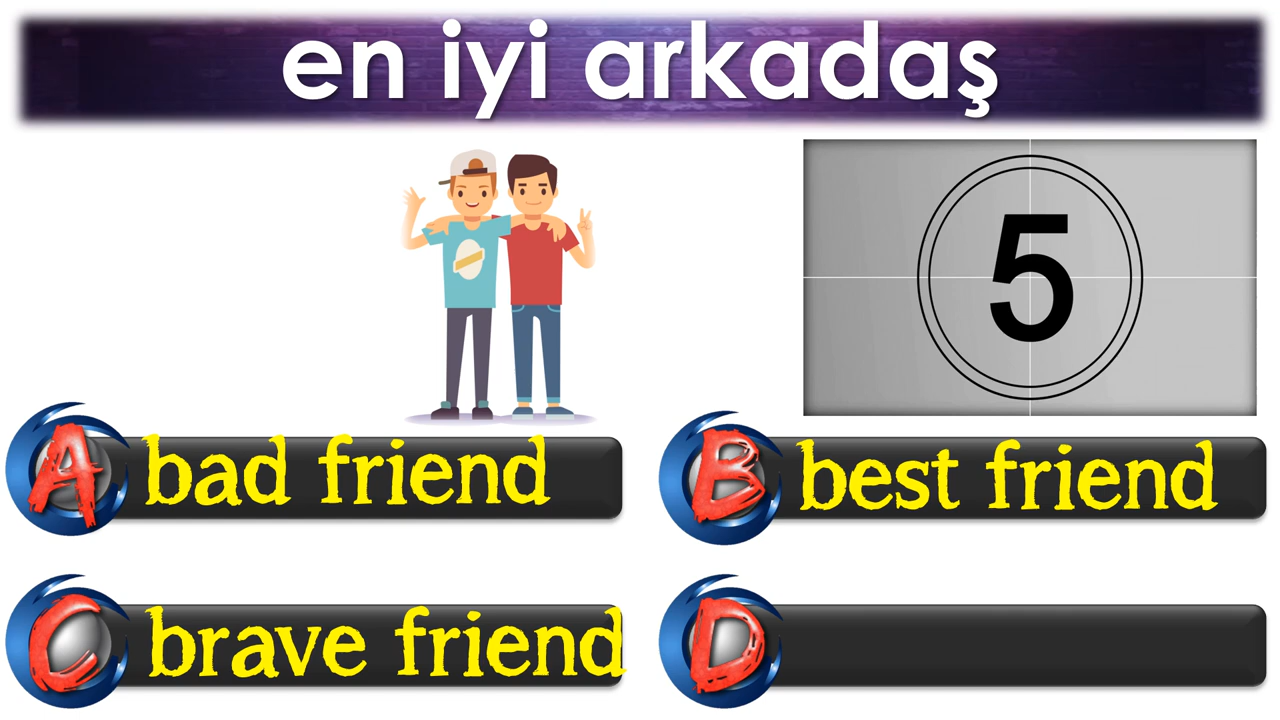 en iyi arkadaş
5
A bad friend
B best friend
C brave friend
D